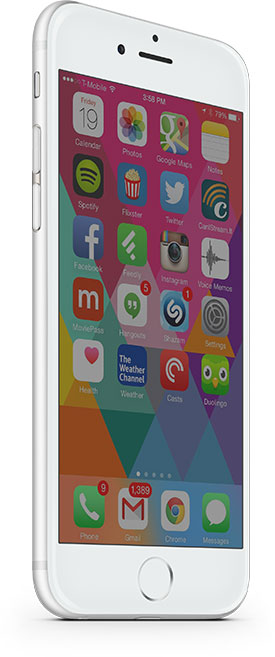 T-Mobile 3:58 PM 79%
Friday
19
Calendar Photos Google Maps Notes
Spotify Flixster Twitter CanIStream.It
Facebook Feedly Instagram Voice Memos
m 5 1
MoviePass Hangouts Shazam Settings
The
Weather
Channel
Health Weather Casts Duolingo
9 1,389
Phone Gmail Chrome Messages